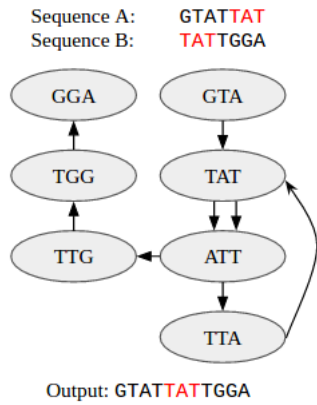 Sequence A: GTATTAT
Sequence B: TATTGGA
GGA GTA
TGG TAT
TTG ATT
TTA
Output: GTATTATTGGA